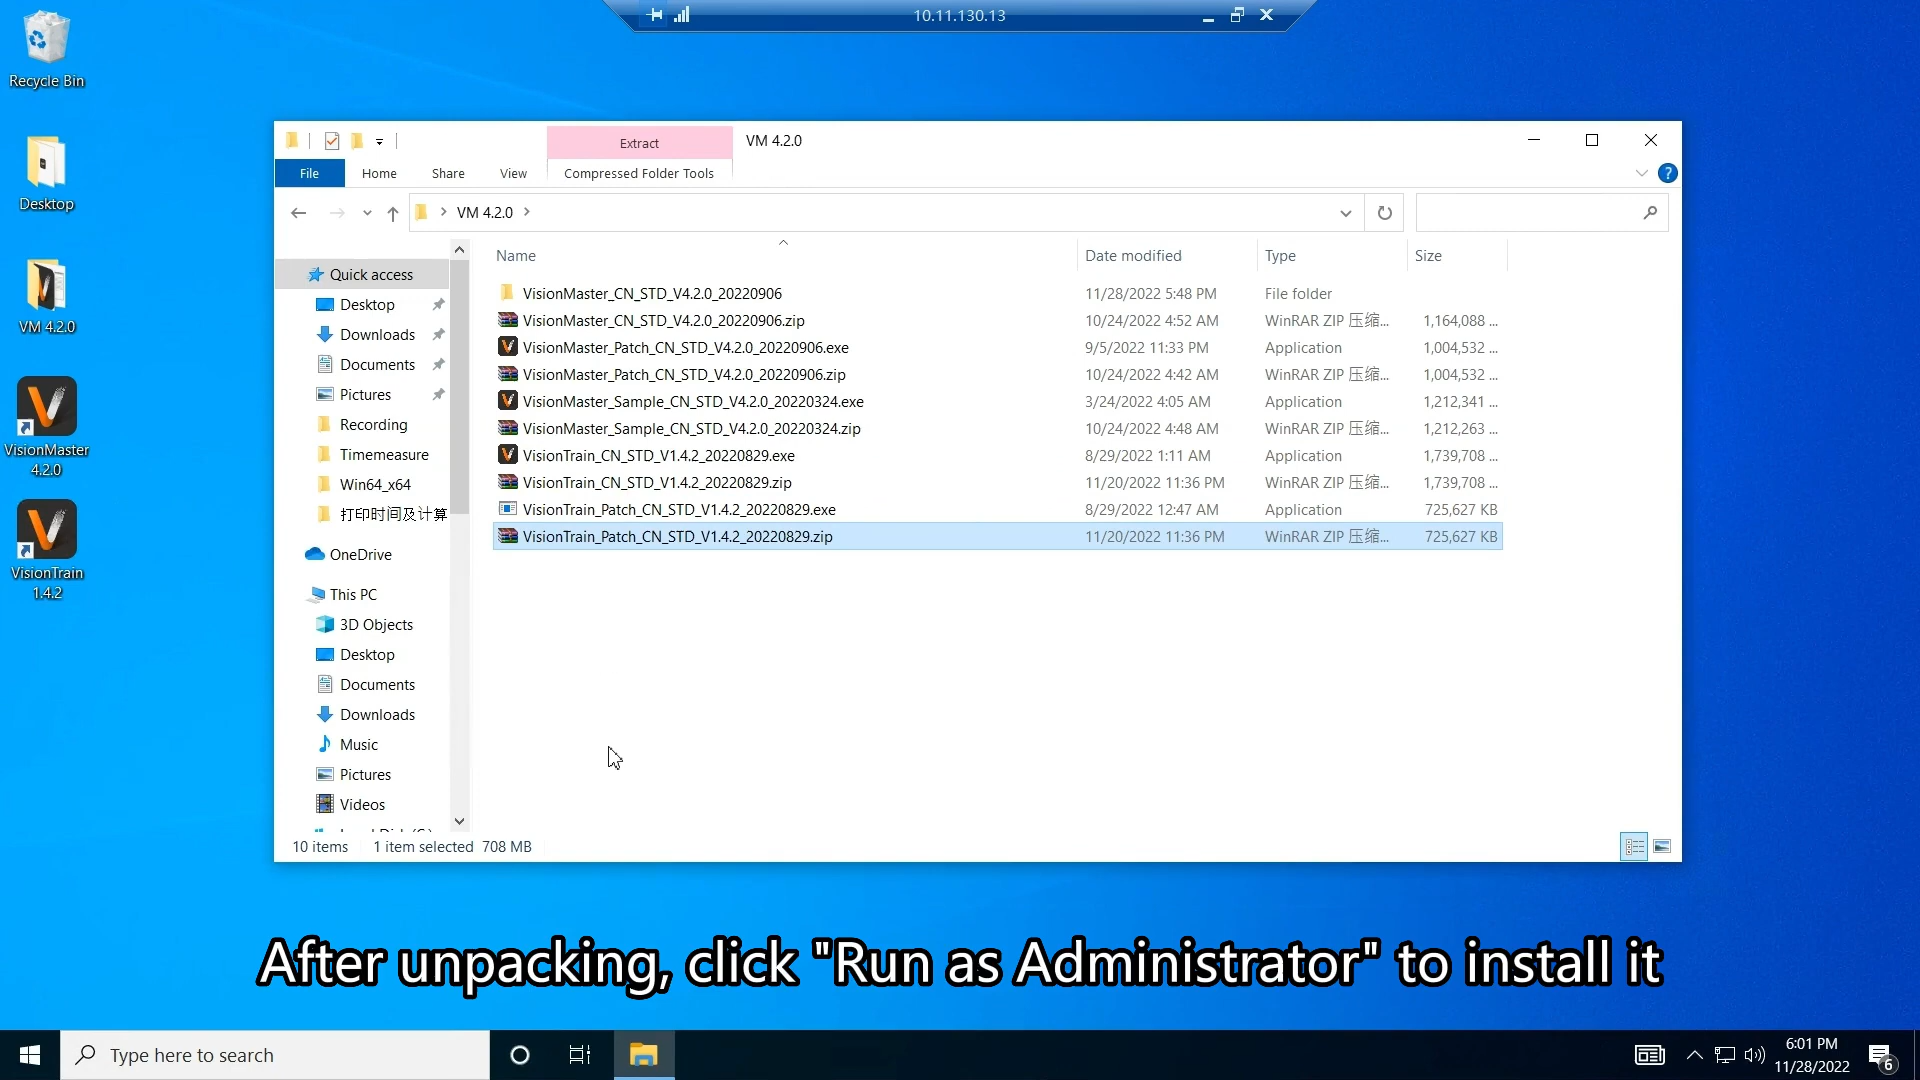 10.11.130.13
Recycle Bin
Desktop
VM 4.2.0
VisionMaster
4.2.0
VisionTrain
1.4.2
Extract
VM 4.2.0
File
Home
Share
View
Compressed Folder Tools
VM 4.2.0
Name
Date modified
Type
Size
Quick access
Desktop
Downloads
Documents
Pictures
Recording
Timemeasure
Win64_x64
打印时间及计算
OneDrive
This PC
3D Objects
Desktop
Documents
Downloads
Music
Pictures
Videos
VisionMaster_CN_STD_V4.2.0_20220906 11/28/2022 5:48 PM File folder
VisionMaster_CN_STD_V4.2.0_20220906.zip 10/24/2022 4:52 AM WinRAR ZIP 压缩... 1,164,088 ...
VisionMaster_Patch_CN_STD_V4.2.0_20220906.exe 9/5/2022 11:33 PM Application 1,004,532 ...
VisionMaster_Patch_CN_STD_V4.2.0_20220906.zip 10/24/2022 4:42 AM WinRAR ZIP 压缩... 1,004,532 ...
VisionMaster_Sample_CN_STD_V4.2.0_20220324.exe 3/24/2022 4:05 AM Application 1,212,341 ...
VisionMaster_Sample_CN_STD_V4.2.0_20220324.zip 10/24/2022 4:48 AM WinRAR ZIP 压缩... 1,212,263 ...
VisionTrain_CN_STD_V1.4.2_20220829.exe 8/29/2022 1:11 AM Application 1,739,708 ...
VisionTrain_CN_STD_V1.4.2_20220829.zip 11/20/2022 11:36 PM WinRAR ZIP 压缩... 1,739,708 ...
VisionTrain_Patch_CN_STD_V1.4.2_20220829.exe 8/29/2022 12:47 AM Application 725,627 KB
VisionTrain_Patch_CN_STD_V1.4.2_20220829.zip 11/20/2022 11:36 PM WinRAR ZIP 压缩... 725,627 KB
10 items 1 item selected 708 MB
After unpacking, click "Run as Administrator" to install it
Type here to search
6:01 PM
11/28/2022
6